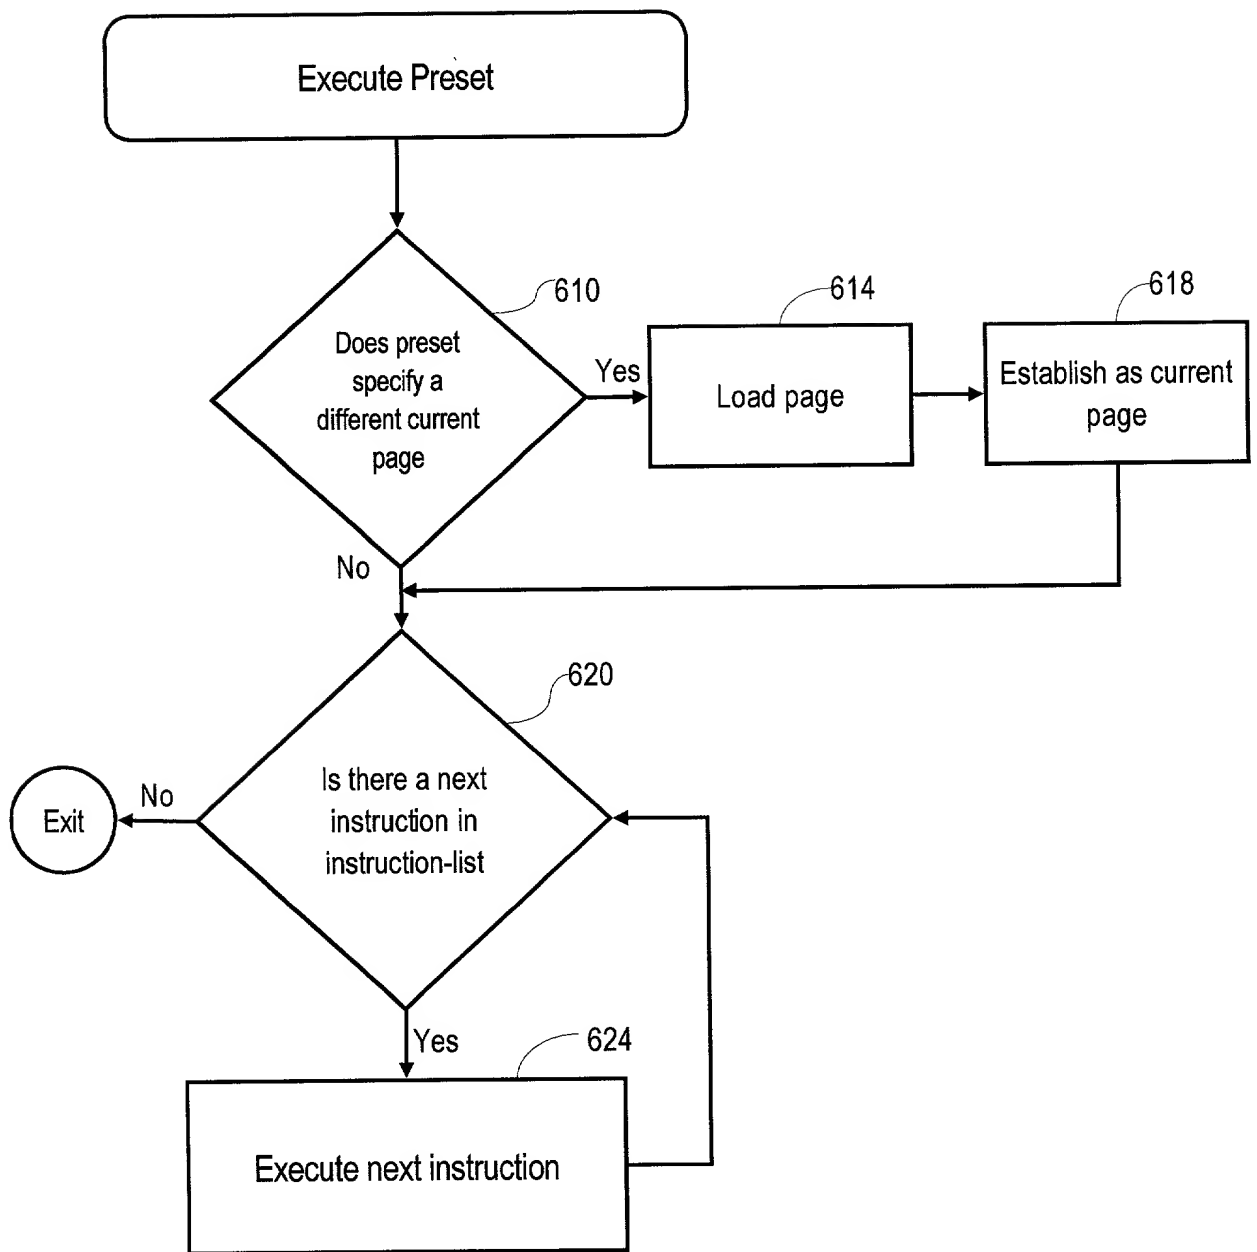 Execute Preset
610
614
618
Does preset
specify a
different current
page
Yes
Load page
Establish as current
page
No
620
Is there a next
instruction in
instruction-list
No
Exit
Yes
624
Execute next instruction